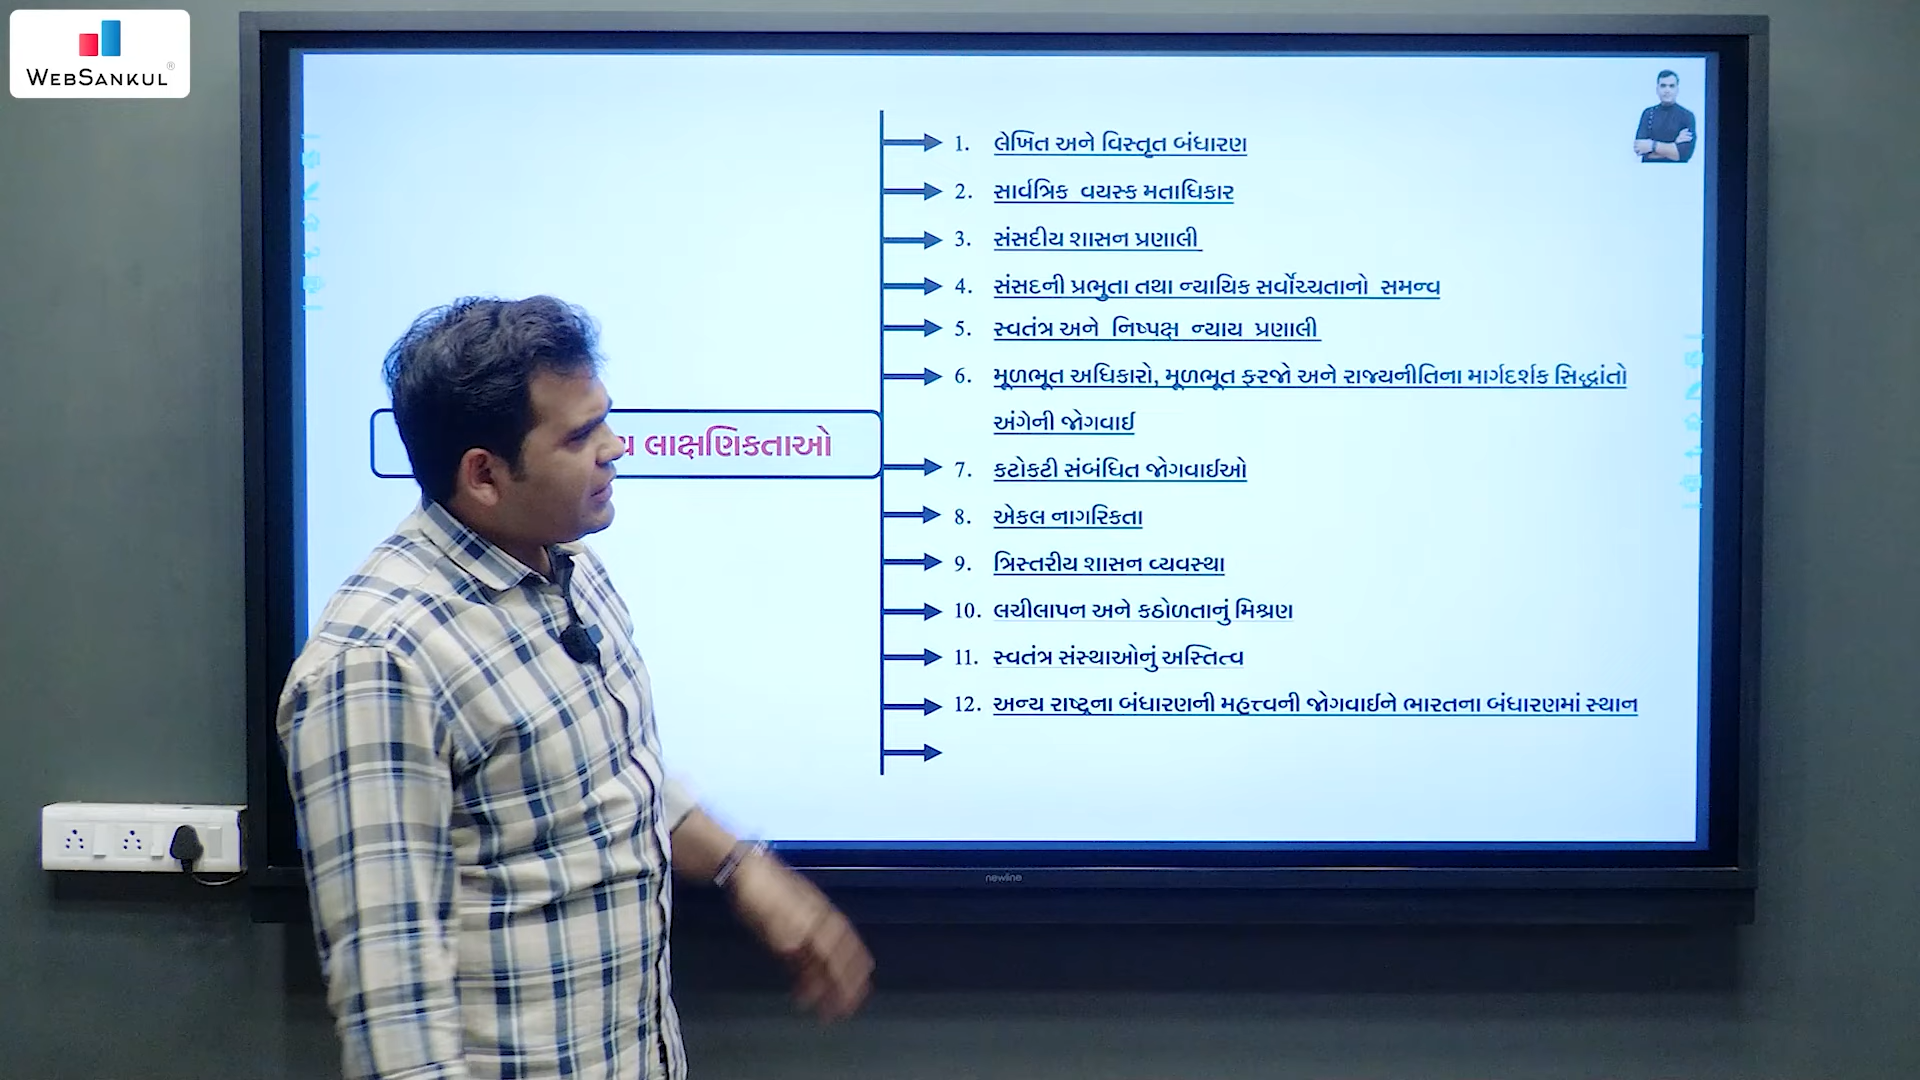 WEBSANKUL
1. લેખિત અને વિસ્તૃત બંધારણ
2. સાર્વત્રિક વયસ્ક મતાધિકાર
3. સંસદીય શાસન પ્રણાલી
4. સંસદની પ્રભુતા તથા ન્યાયિક સર્વોચ્ચતાનો સમન્વ
5. સ્વતંત્ર અને નિષ્પક્ષ ન્યાય પ્રણાલી
6. મૂળભૂત અધિકારો, મૂળભૂત ફરજો અને રાજ્યનીતિના માર્ગદર્શક સિદ્ધાંતો
અંગેની જોગવાઈ
લાક્ષણિકતાઓ
7. કટોકટી સંબંધિત જોગવાઈઓ
8. એકલ નાગરિકતા
9. ત્રિસ્તરીય શાસન વ્યવસ્થા
10. લચીલાપન અને કઠોળતાનું મિશ્રણ
11. સ્વતંત્ર સંસ્થાઓનું અસ્તિત્વ
12. અન્ય રાષ્ટ્રના બંધારણની મહત્ત્વની જોગવાઈને ભારતના બંધારણમાં સ્થાન
newline